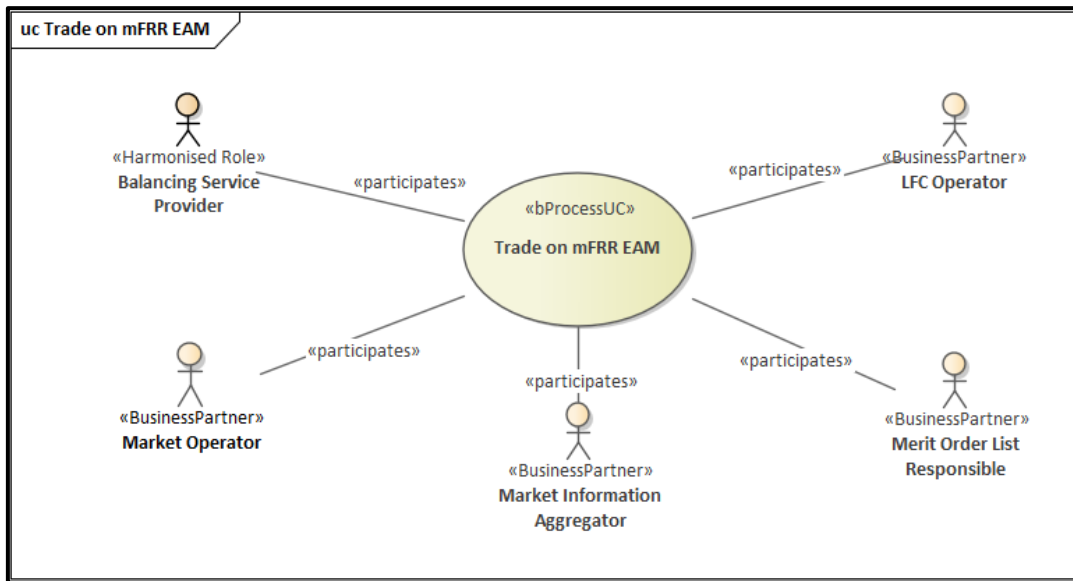 uc Trade on mFRR EAM
«Harmonised Role»
Balancing Service
Provider
«participates»
«BusinessPartner»
LFC Operator
«participates»
«bProcessUC»
Trade on mFRR EAM
«BusinessPartner»
Market Operator
«participates»
«participates»
«BusinessPartner»
Market Information
Aggregator
«participates»
«BusinessPartner»
Merit Order List
Responsible